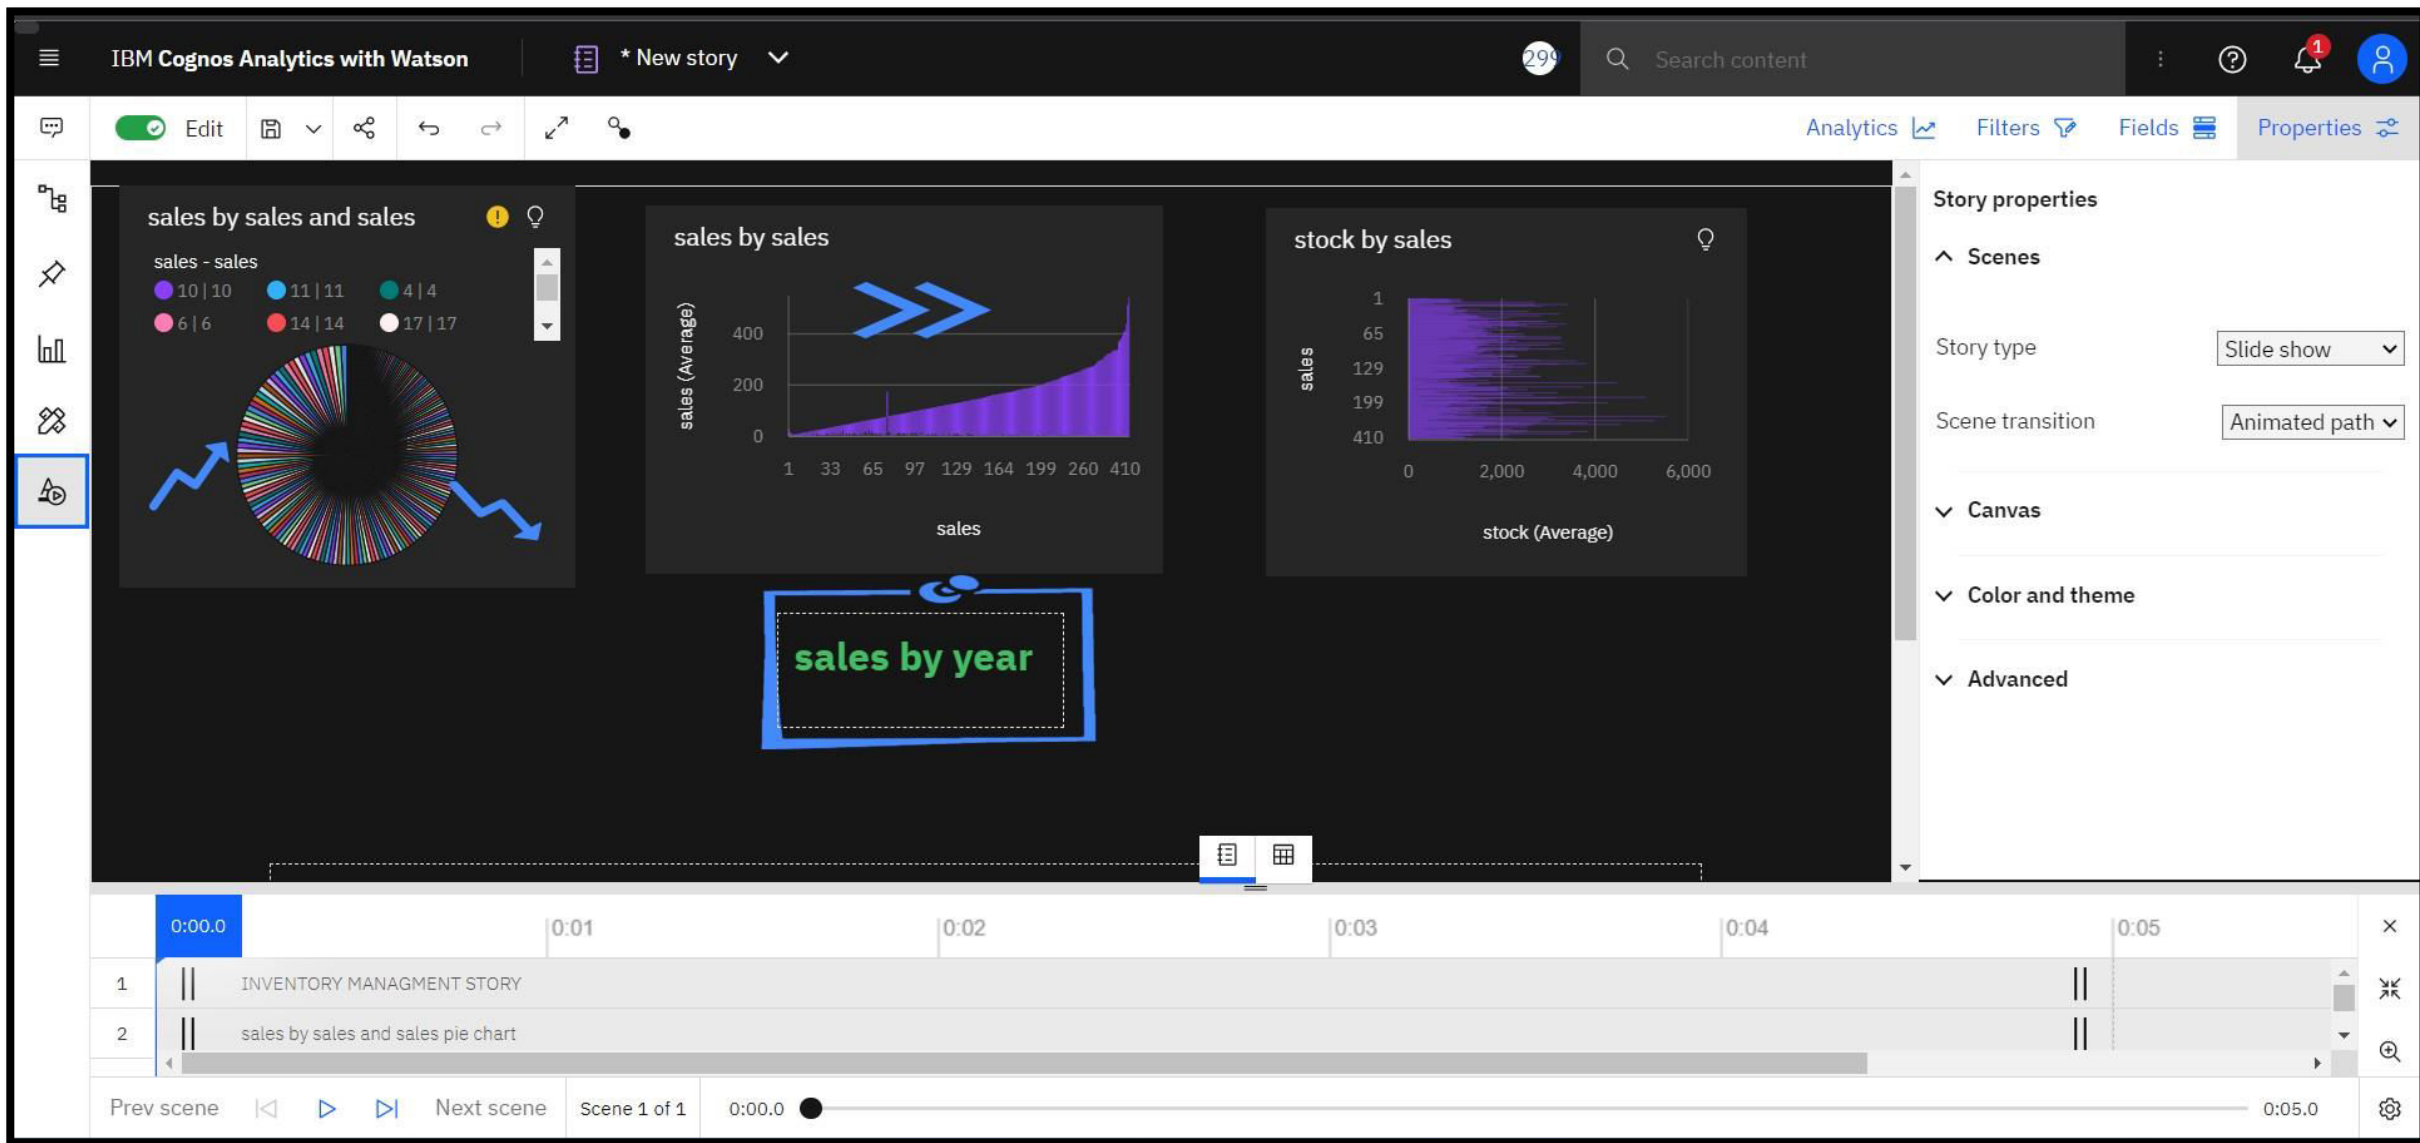 IBM Cognos Analytics with Watson
* New story
299
Search content
1
Edit
Analytics
Filters
Fields
Properties
sales by sales and sales
sales - sales
10 | 10
11 | 11
4 | 4
6 | 6
14 | 14
17 | 17
sales by sales
sales (Average)
400
200
0
1 33 65 97 129 164 199 260 410
sales
stock by sales
sales
1
65
129
199
410
0 2,000 4,000 6,000
stock (Average)
sales by year
Story properties
Scenes
Story type
Slide show
Scene transition
Animated path
Canvas
Color and theme
Advanced
0:00.0
0:01
0:02
0:03
0:04
0:05
1 INVENTORY MANAGMENT STORY
2 sales by sales and sales pie chart
Prev scene
Next scene
Scene 1 of 1
0:00.0
0:05.0